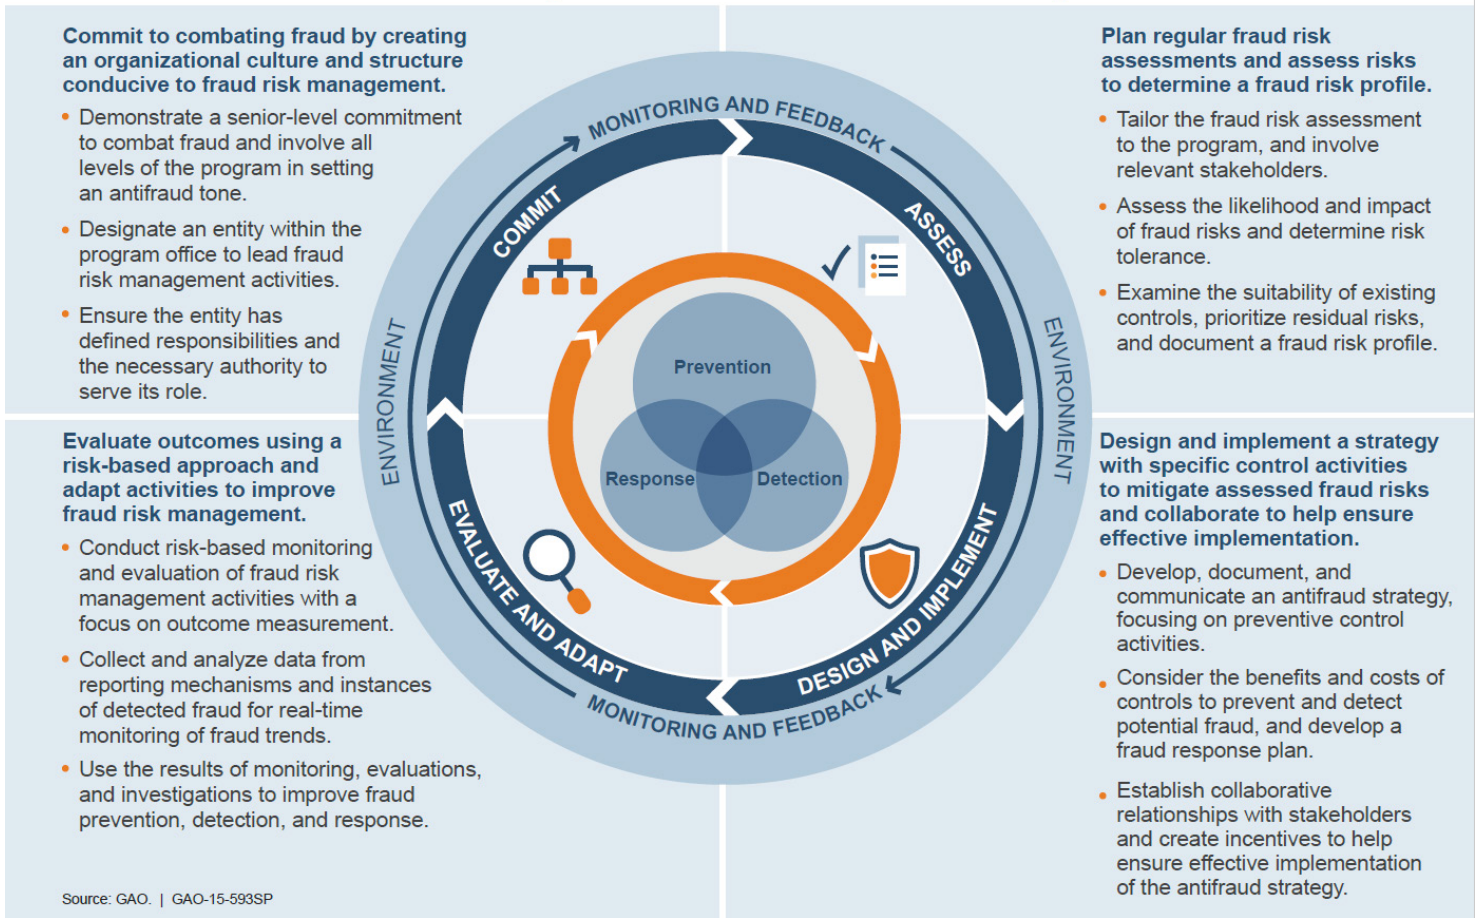 Commit to combating fraud by creating
an organizational culture and structure
conducive to fraud risk management.
• Demonstrate a senior-level commitment
to combat fraud and involve all
levels of the program in setting
an antifraud tone.
• Designate an entity within the
program office to lead fraud
risk management activities.
• Ensure the entity has
defined responsibilities and
the necessary authority to
serve its role.
Plan regular fraud risk
assessments and assess risks
to determine a fraud risk profile.
• Tailor the fraud risk assessment
to the program, and involve
relevant stakeholders.
• Assess the likelihood and impact
of fraud risks and determine risk
tolerance.
• Examine the suitability of existing
controls, prioritize residual risks,
and document a fraud risk profile.
MONITORING AND FEEDBACK
COMMIT
ASSESS
ENVIRONMENT
ENVIRONMENT
Prevention
Response
Detection
EVALUATE AND ADAPT
DESIGN AND IMPLEMENT
MONITORING AND FEEDBACK
Evaluate outcomes using a
risk-based approach and
adapt activities to improve
fraud risk management.
• Conduct risk-based monitoring
and evaluation of fraud risk
management activities with a
focus on outcome measurement.
• Collect and analyze data from
reporting mechanisms and instances
of detected fraud for real-time
monitoring of fraud trends.
• Use the results of monitoring, evaluations,
and investigations to improve fraud
prevention, detection, and response.
Design and implement a strategy
with specific control activities
to mitigate assessed fraud risks
and collaborate to help ensure
effective implementation.
• Develop, document, and
communicate an antifraud strategy,
focusing on preventive control
activities.
• Consider the benefits and costs of
controls to prevent and detect
potential fraud, and develop a
fraud response plan.
• Establish collaborative
relationships with stakeholders
and create incentives to help
ensure effective implementation
of the antifraud strategy.
Source: GAO. | GAO-15-593SP